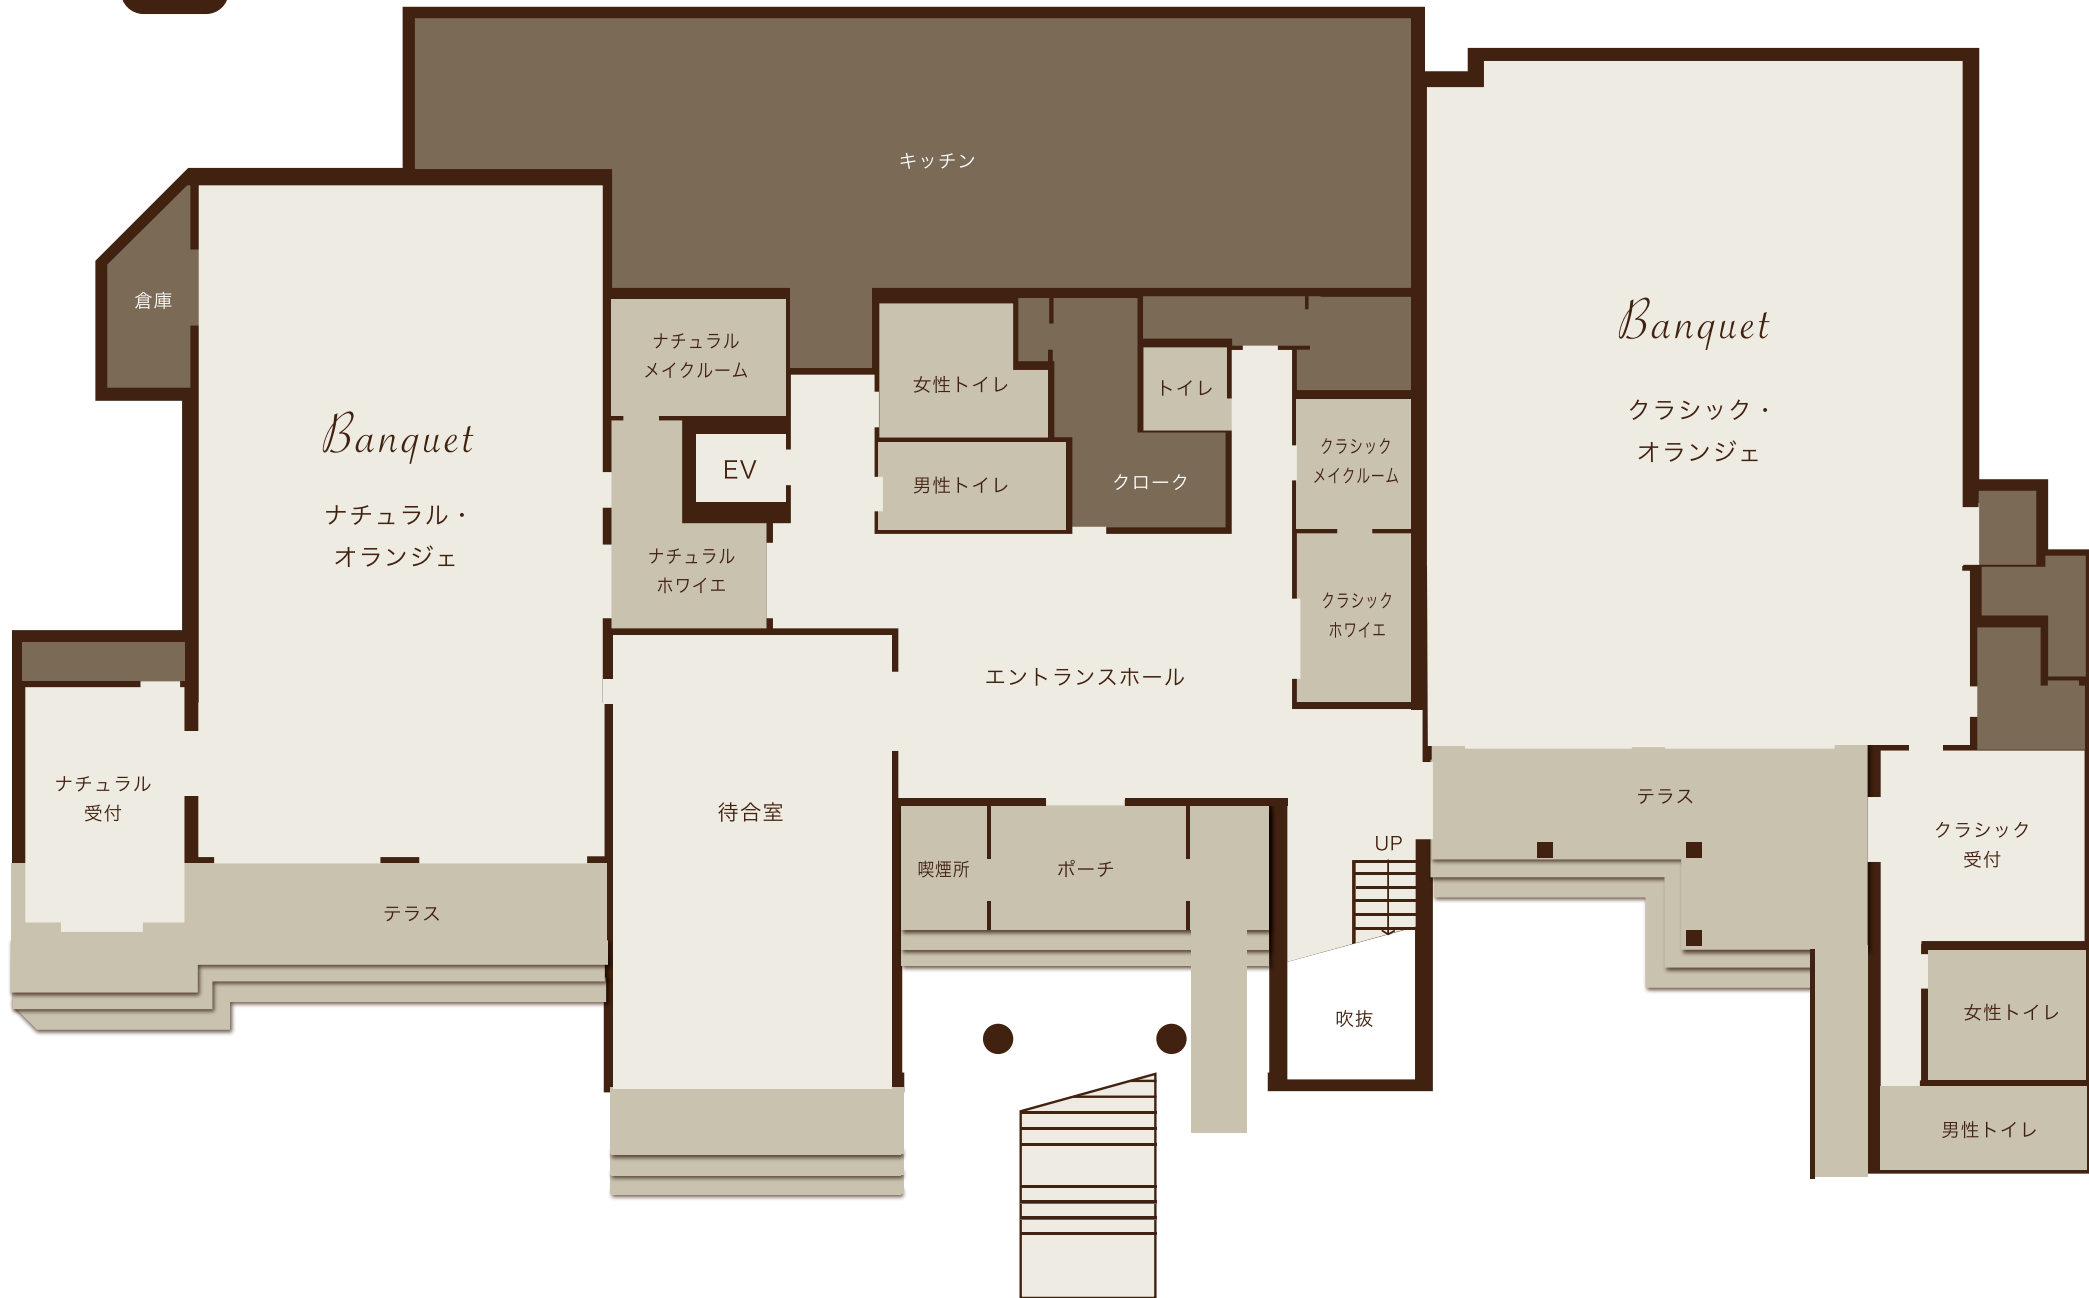 キッチン
倉庫
Banquet
ナチュラル・
オランジェ
ナチュラル
メイクルーム
EV
ナチュラル
ホワイエ
女性トイレ
男性トイレ
トイレ
クローク
クラシック
メイクルーム
クラシック
ホワイエ
Banquet
クラシック・
オランジェ
エントランスホール
ナチュラル
受付
テラス
待合室
喫煙所
ポーチ
UP
吹抜
テラス
クラシック
受付
女性トイレ
男性トイレ